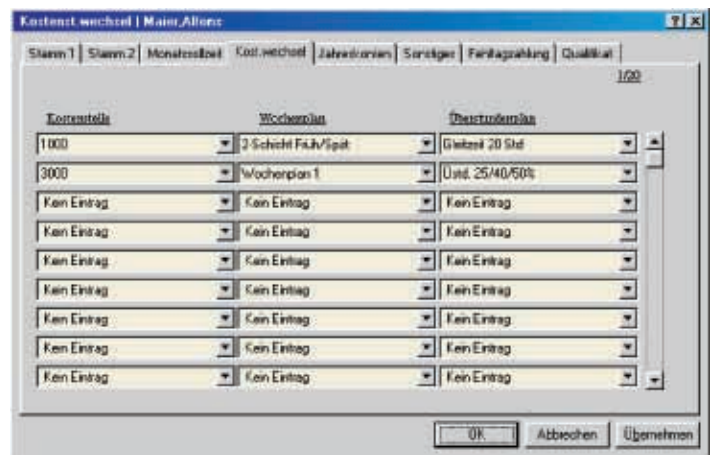 Kostenst.wechsel | Maier,Alfons
Stamm 1 Stamm 2 Monatssollzeit Kost.wechsel Jahreskonten Sonstiges Feiertagszahlung Qualifikat
1/20
Kostenstelle Wochenplan Überstundenplan
1000 2-Schicht Früh/Spät Gleitzeit 20 Std
3000 Wochenplan 1 Üstd. 25/40/50%
Kein Eintrag Kein Eintrag Kein Eintrag
Kein Eintrag Kein Eintrag Kein Eintrag
Kein Eintrag Kein Eintrag Kein Eintrag
Kein Eintrag Kein Eintrag Kein Eintrag
Kein Eintrag Kein Eintrag Kein Eintrag
Kein Eintrag Kein Eintrag Kein Eintrag
Kein Eintrag Kein Eintrag Kein Eintrag
OK Abbrechen Übernehmen